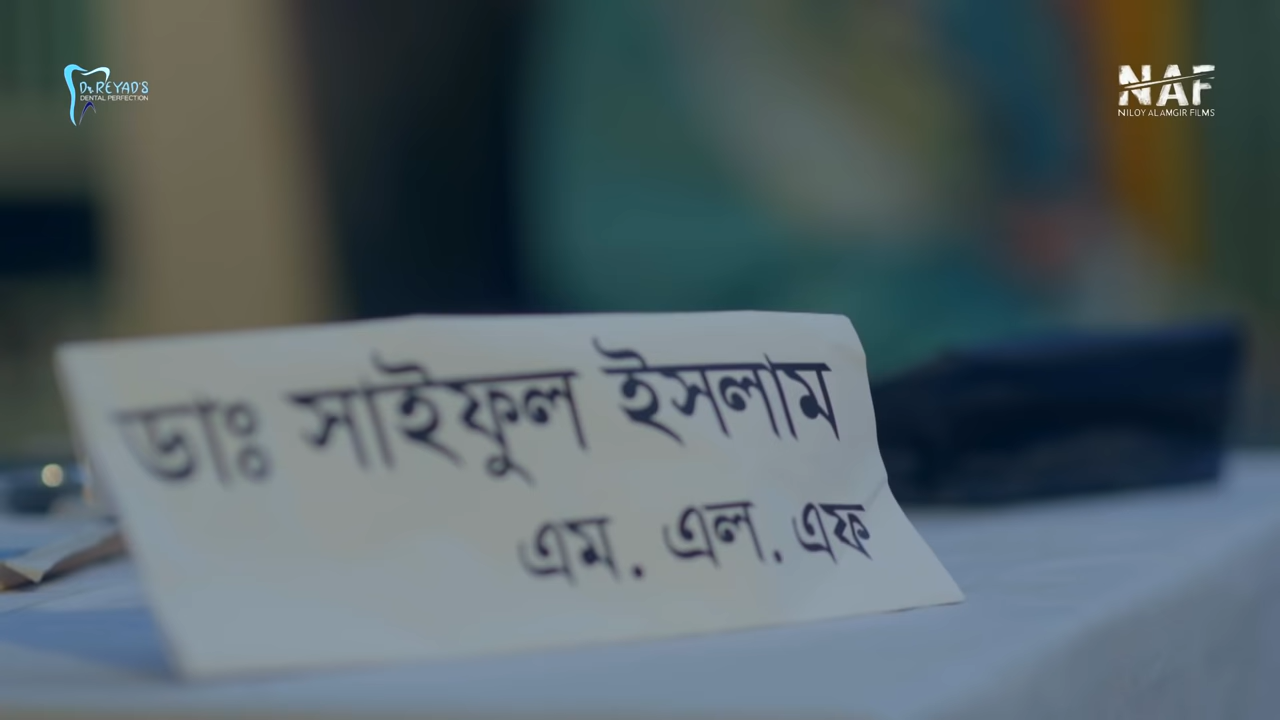 Dr REYAD'S
DENTAL PERFECTION
NAF
NILOY ALAMGIR FILMS
ডাঃ সাইফুল ইসলাম
এম. এল. এফ